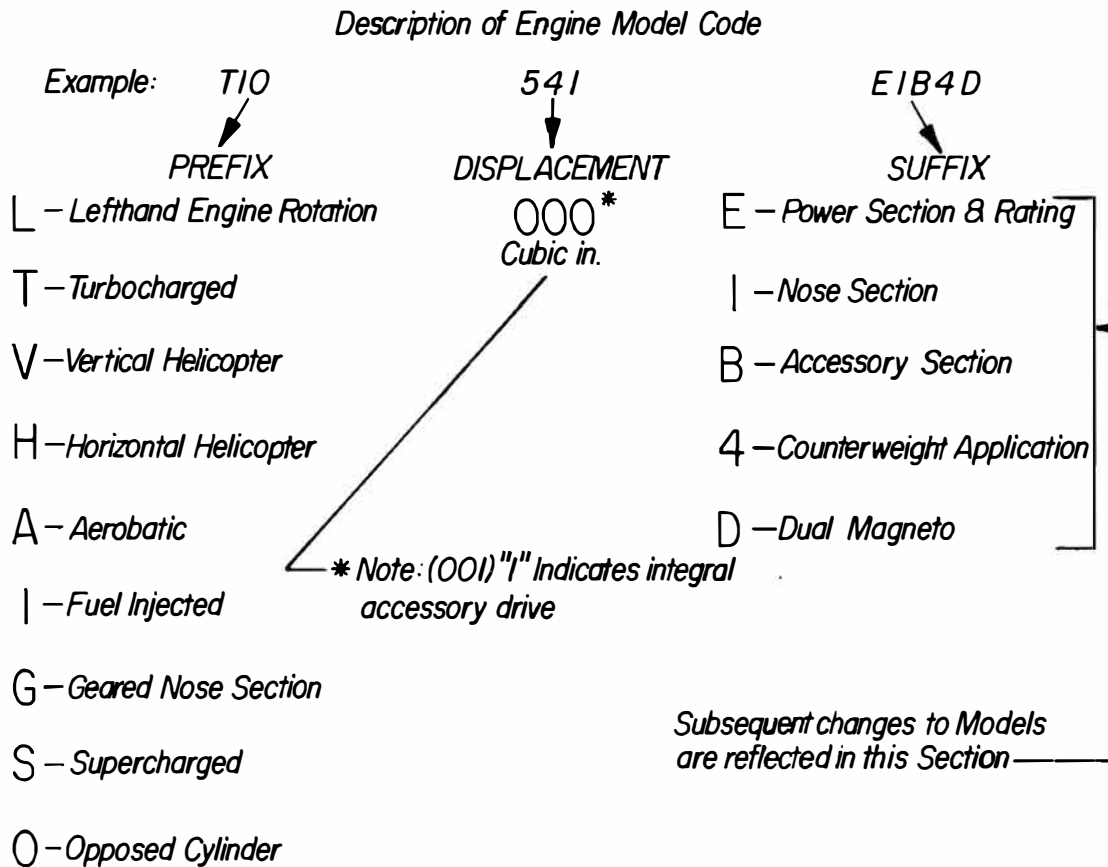 Description of Engine Model Code
Example: TIO 541 E1B4D
PREFIX
L – Lefthand Engine Rotation
T – Turbocharged
V – Vertical Helicopter
H – Horizontal Helicopter
A – Aerobatic
I – Fuel Injected
G – Geared Nose Section
S – Supercharged
O – Opposed Cylinder
DISPLACEMENT
000*
Cubic in.
* Note: (001) "1" Indicates integral
accessory drive
SUFFIX
E – Power Section & Rating
1 – Nose Section
B – Accessory Section
4 – Counterweight Application
D – Dual Magneto
Subsequent changes to Models
are reflected in this Section